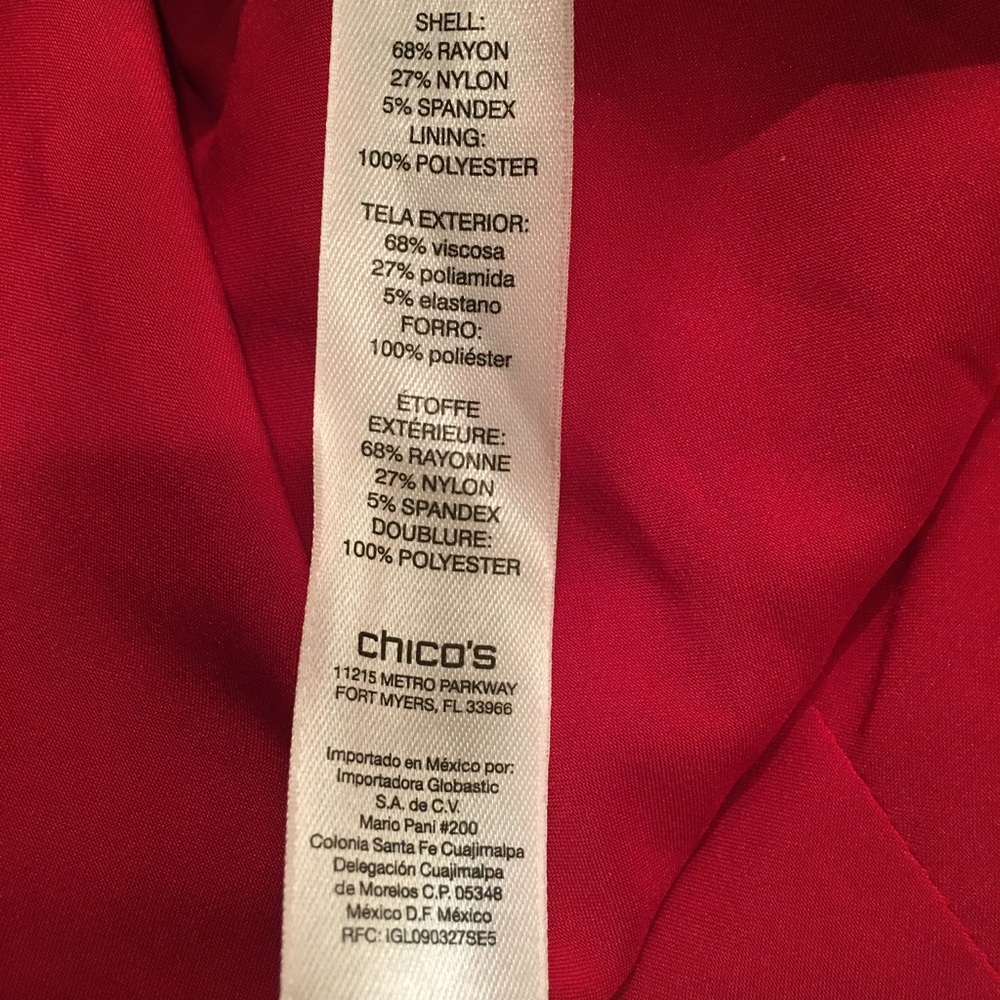 SHELL:
68% RAYON
27% NYLON
5% SPANDEX
LINING:
100% POLYESTER
TELA EXTERIOR:
68% viscosa
27% poliamida
5% elastano
FORRO:
100% poliéster
ÉTOFFE
EXTÉRIEURE:
68% RAYONNE
27% NYLON
5% SPANDEX
DOUBLURE:
100% POLYESTER
chico's
11215 METRO PARKWAY
FORT MYERS, FL 33966
Importado en México por:
Importadora Globastic
S.A. de C.V.
Mario Pani #200
Colonia Santa Fe Cuajimalpa
Delegación Cuajimalpa
de Morelos C.P. 05348
México D.F. México
RFC: IGL090327SE5